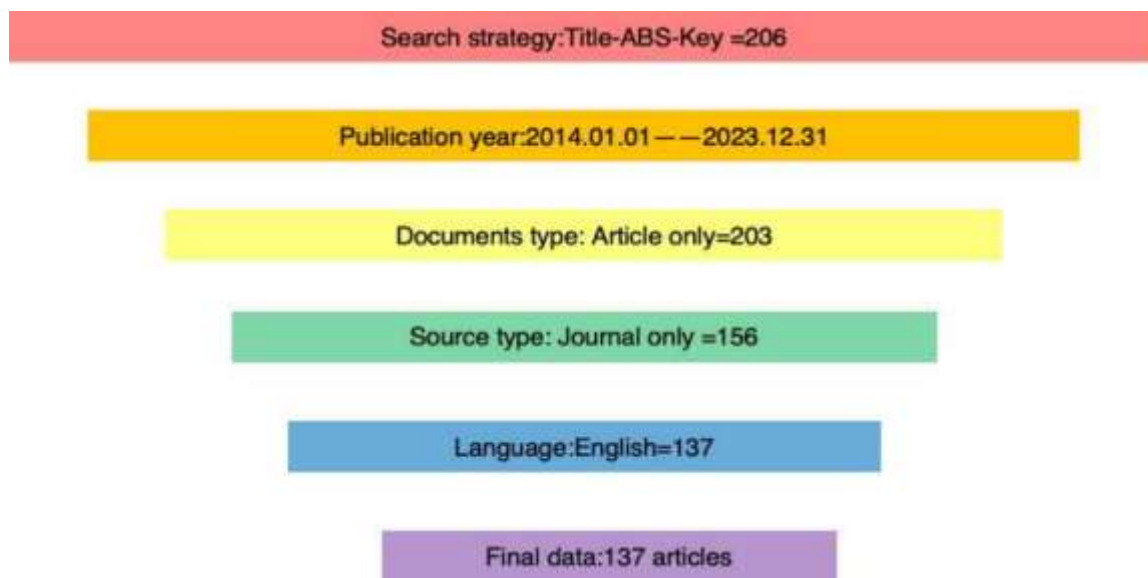 Search strategy:Title-ABS-Key =206
Publication year:2014.01.01——2023.12.31
Documents type: Article only=203
Source type: Journal only =156
Language:English=137
Final data:137 articles